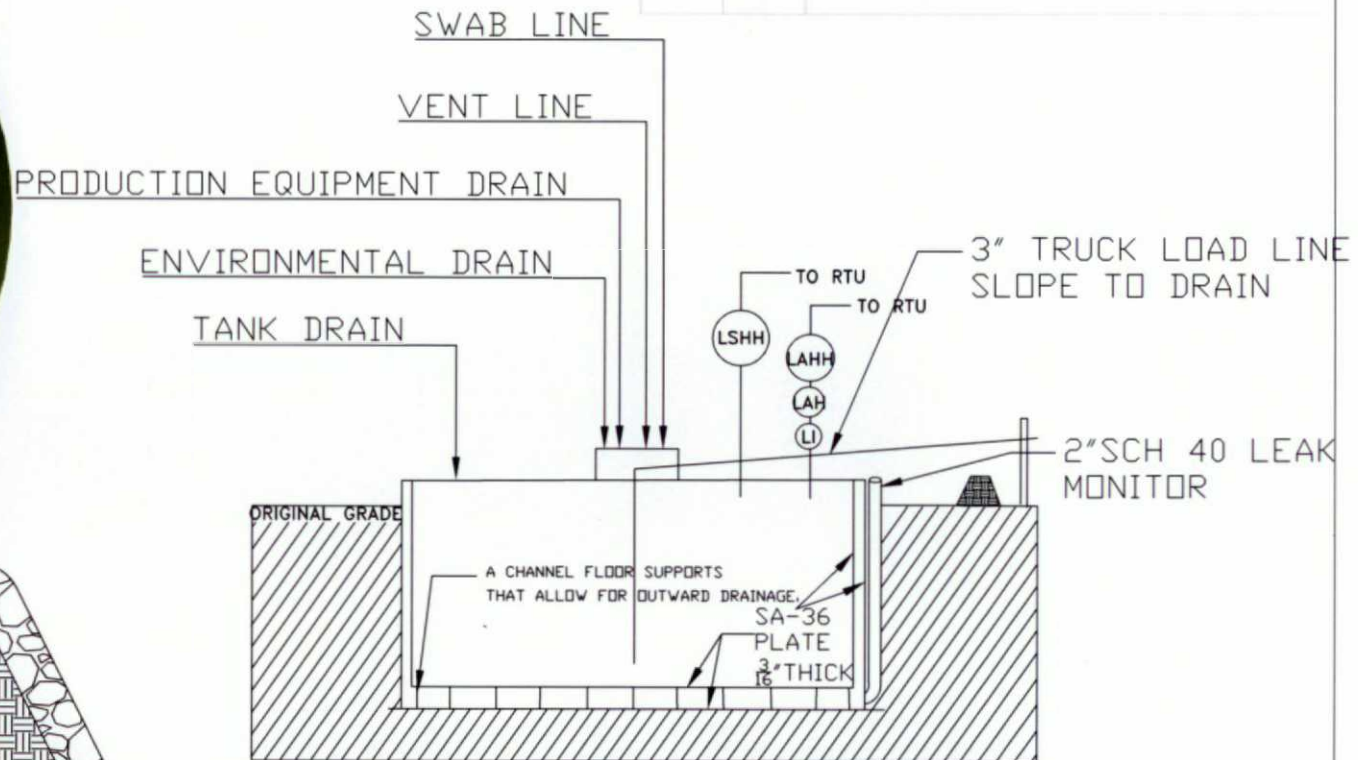 SWAB LINE
VENT LINE
PRODUCTION EQUIPMENT DRAIN
ENVIRONMENTAL DRAIN
TANK DRAIN
TO RTU
TO RTU
3" TRUCK LOAD LINE
SLOPE TO DRAIN
LSHH
LAHH
LAH
LI
2"SCH 40 LEAK
MONITOR
ORIGINAL GRADE
A CHANNEL FLOOR SUPPORTS
THAT ALLOW FOR OUTWARD DRAINAGE.
SA-36
PLATE
3/16"THICK